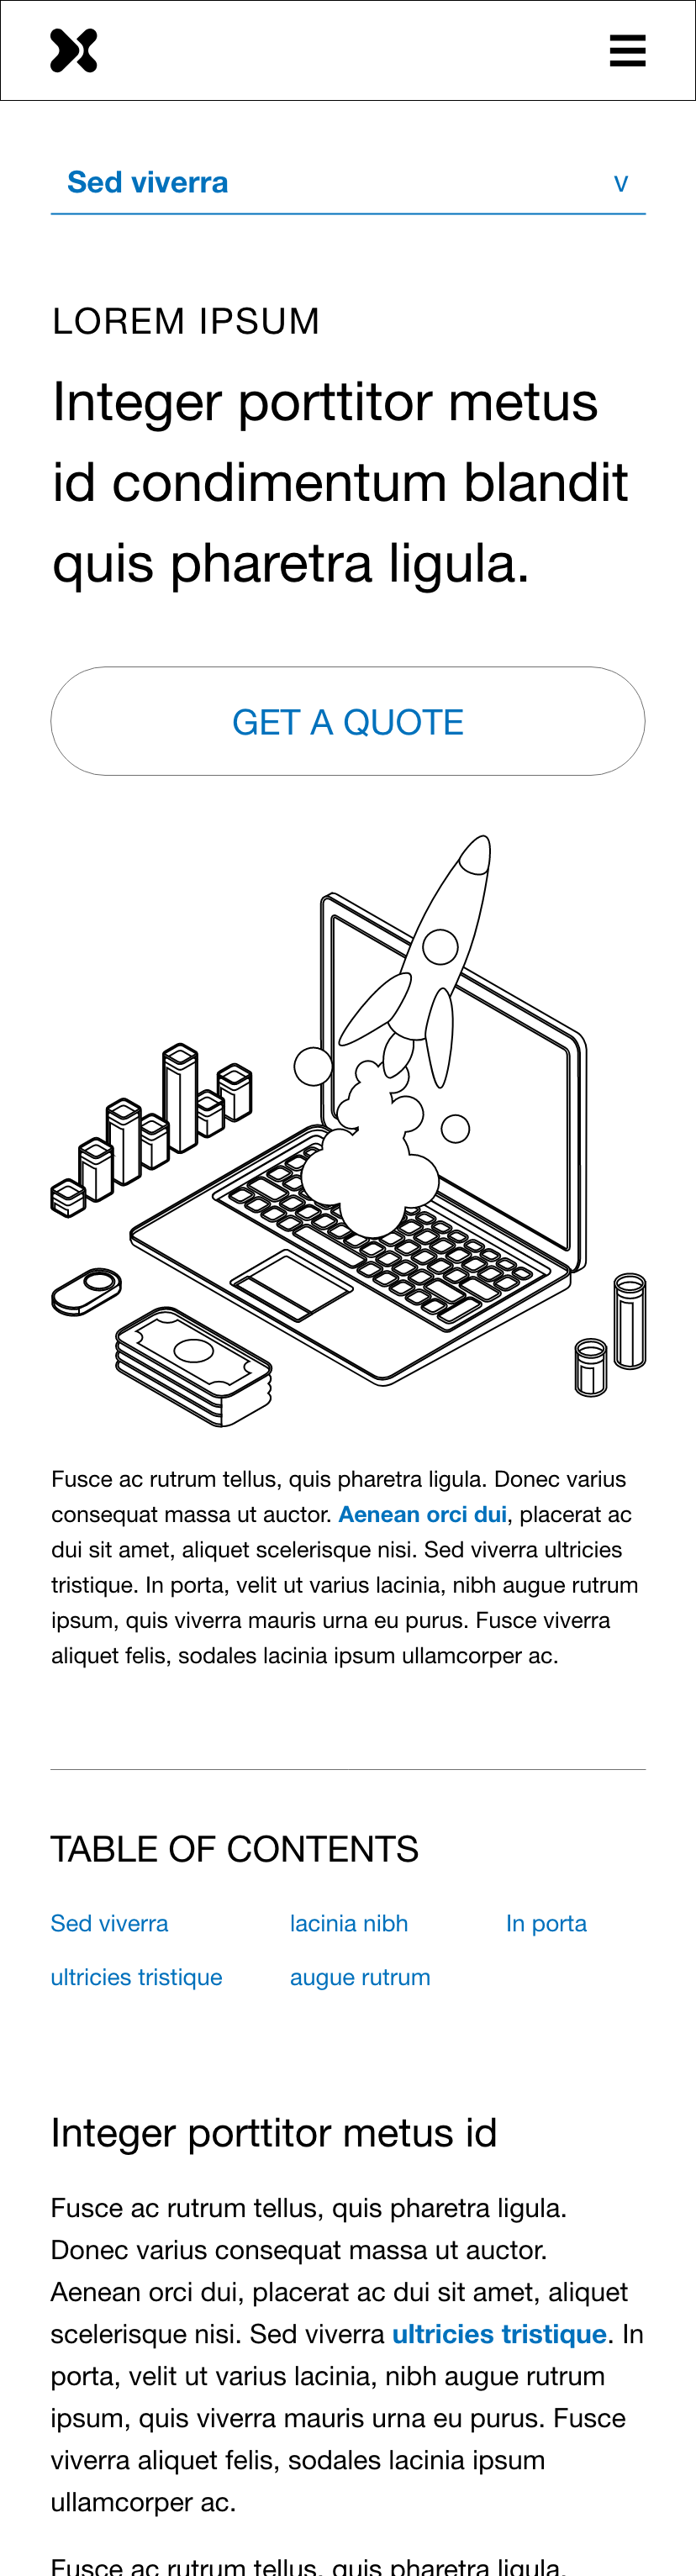 Sed viverra
v
LOREM IPSUM
Integer porttitor metus
id condimentum blandit
quis pharetra ligula.
GET A QUOTE
Fusce ac rutrum tellus, quis pharetra ligula. Donec varius
consequat massa ut auctor. Aenean orci dui, placerat ac
dui sit amet, aliquet scelerisque nisi. Sed viverra ultricies
tristique. In porta, velit ut varius lacinia, nibh augue rutrum
ipsum, quis viverra mauris urna eu purus. Fusce viverra
aliquet felis, sodales lacinia ipsum ullamcorper ac.
TABLE OF CONTENTS
Sed viverra
lacinia nibh
In porta
ultricies tristique
augue rutrum
Integer porttitor metus id
Fusce ac rutrum tellus, quis pharetra ligula.
Donec varius consequat massa ut auctor.
Aenean orci dui, placerat ac dui sit amet, aliquet
scelerisque nisi. Sed viverra ultricies tristique. In
porta, velit ut varius lacinia, nibh augue rutrum
ipsum, quis viverra mauris urna eu purus. Fusce
viverra aliquet felis, sodales lacinia ipsum
ullamcorper ac.
Fusce ac rutrum tellus, quis pharetra ligula.